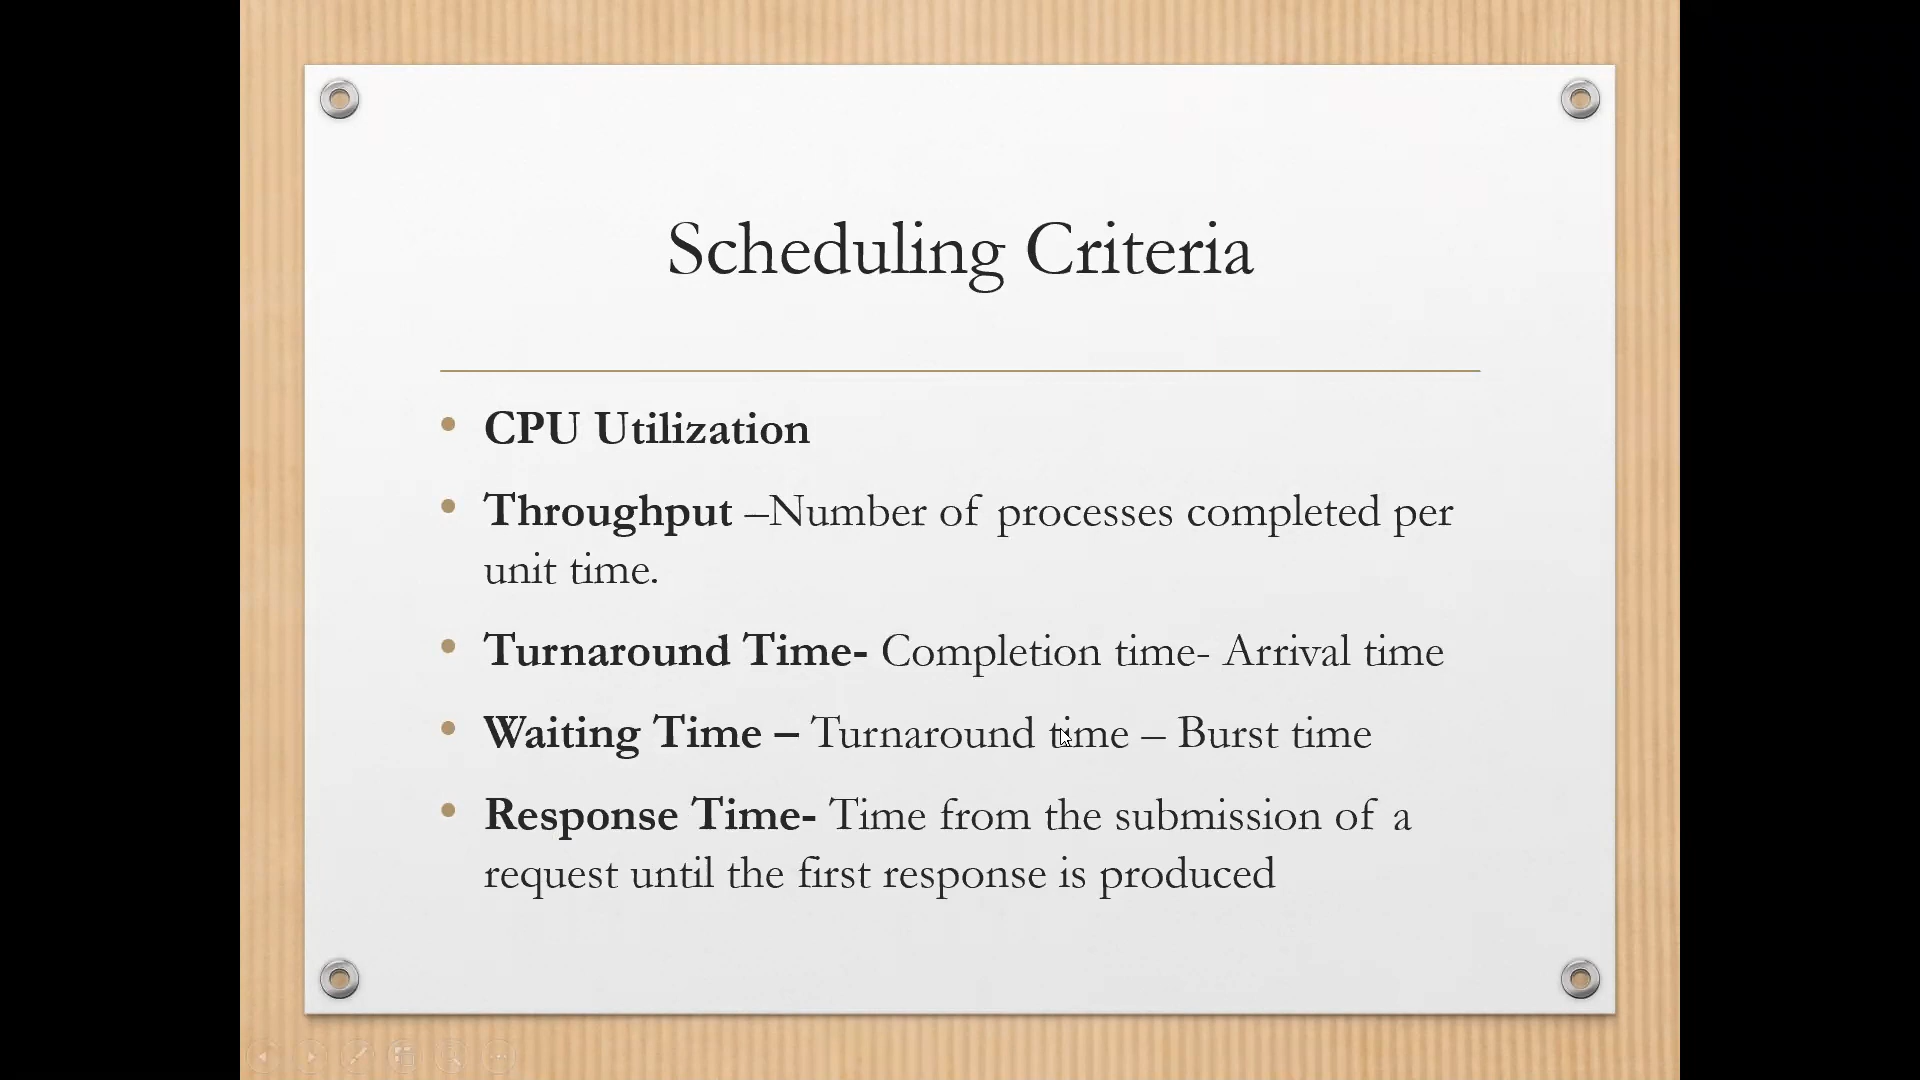 Scheduling Criteria
• CPU Utilization
• Throughput –Number of processes completed per
unit time.
• Turnaround Time- Completion time- Arrival time
• Waiting Time – Turnaround time – Burst time
• Response Time- Time from the submission of a
request until the first response is produced